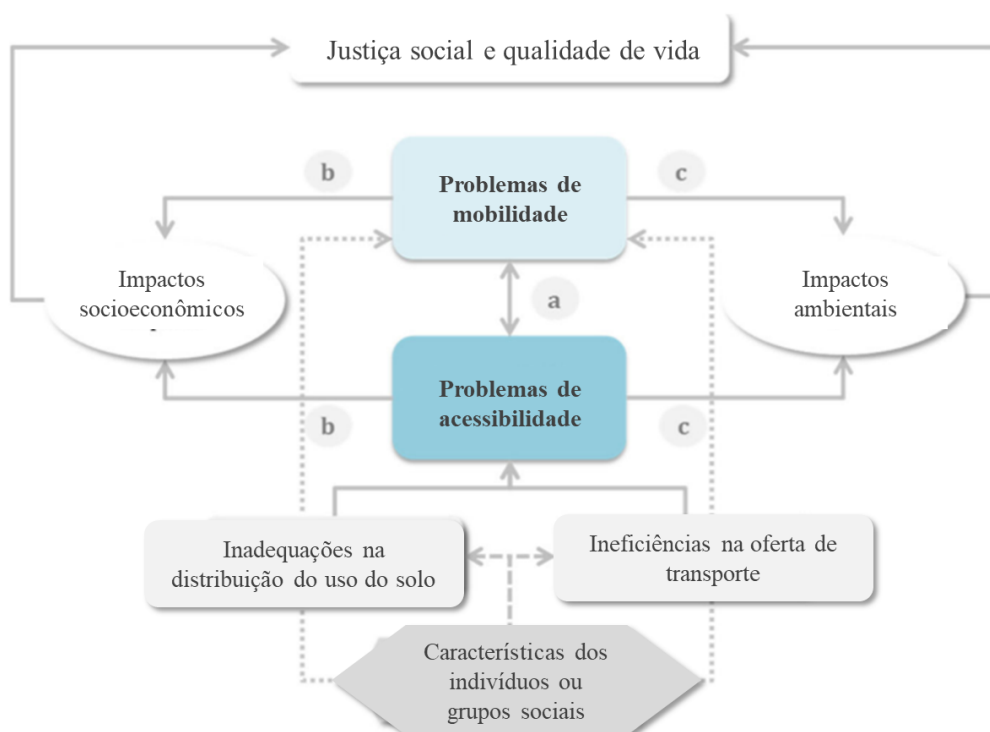 Justiça social e qualidade de vida
b
Problemas de
mobilidade
c
Impactos
socioeconômicos
a
Impactos
ambientais
Problemas de
acessibilidade
b
c
Inadequações na
distribuição do uso do solo
Ineficiências na oferta de
transporte
Características dos
indivíduos ou
grupos sociais